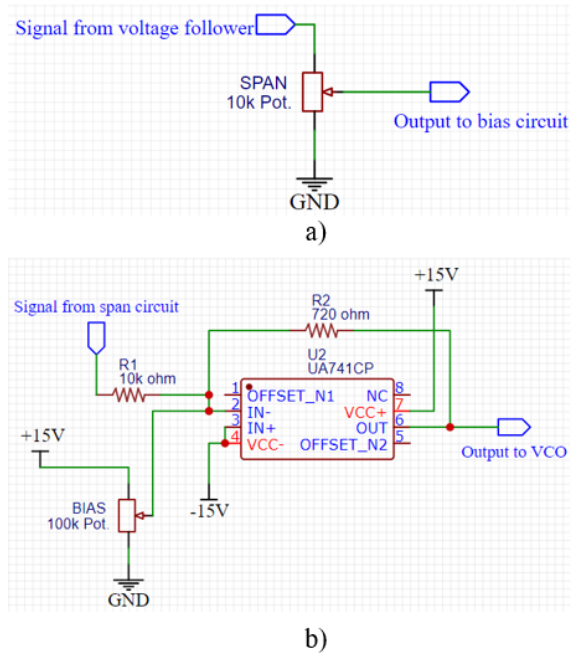 Signal from voltage follower
SPAN
10k Pot.
Output to bias circuit
GND
a)
+15V
Signal from span circuit
R2
720 ohm
R1
10k ohm
U2
UA741CP
1 OFFSET_N1 NC 8
2 IN- VCC+ 7
3 IN+ OUT 6
4 VCC- OFFSET_N2 5
Output to VCO
+15V
BIAS
100k Pot.
-15V
GND
b)